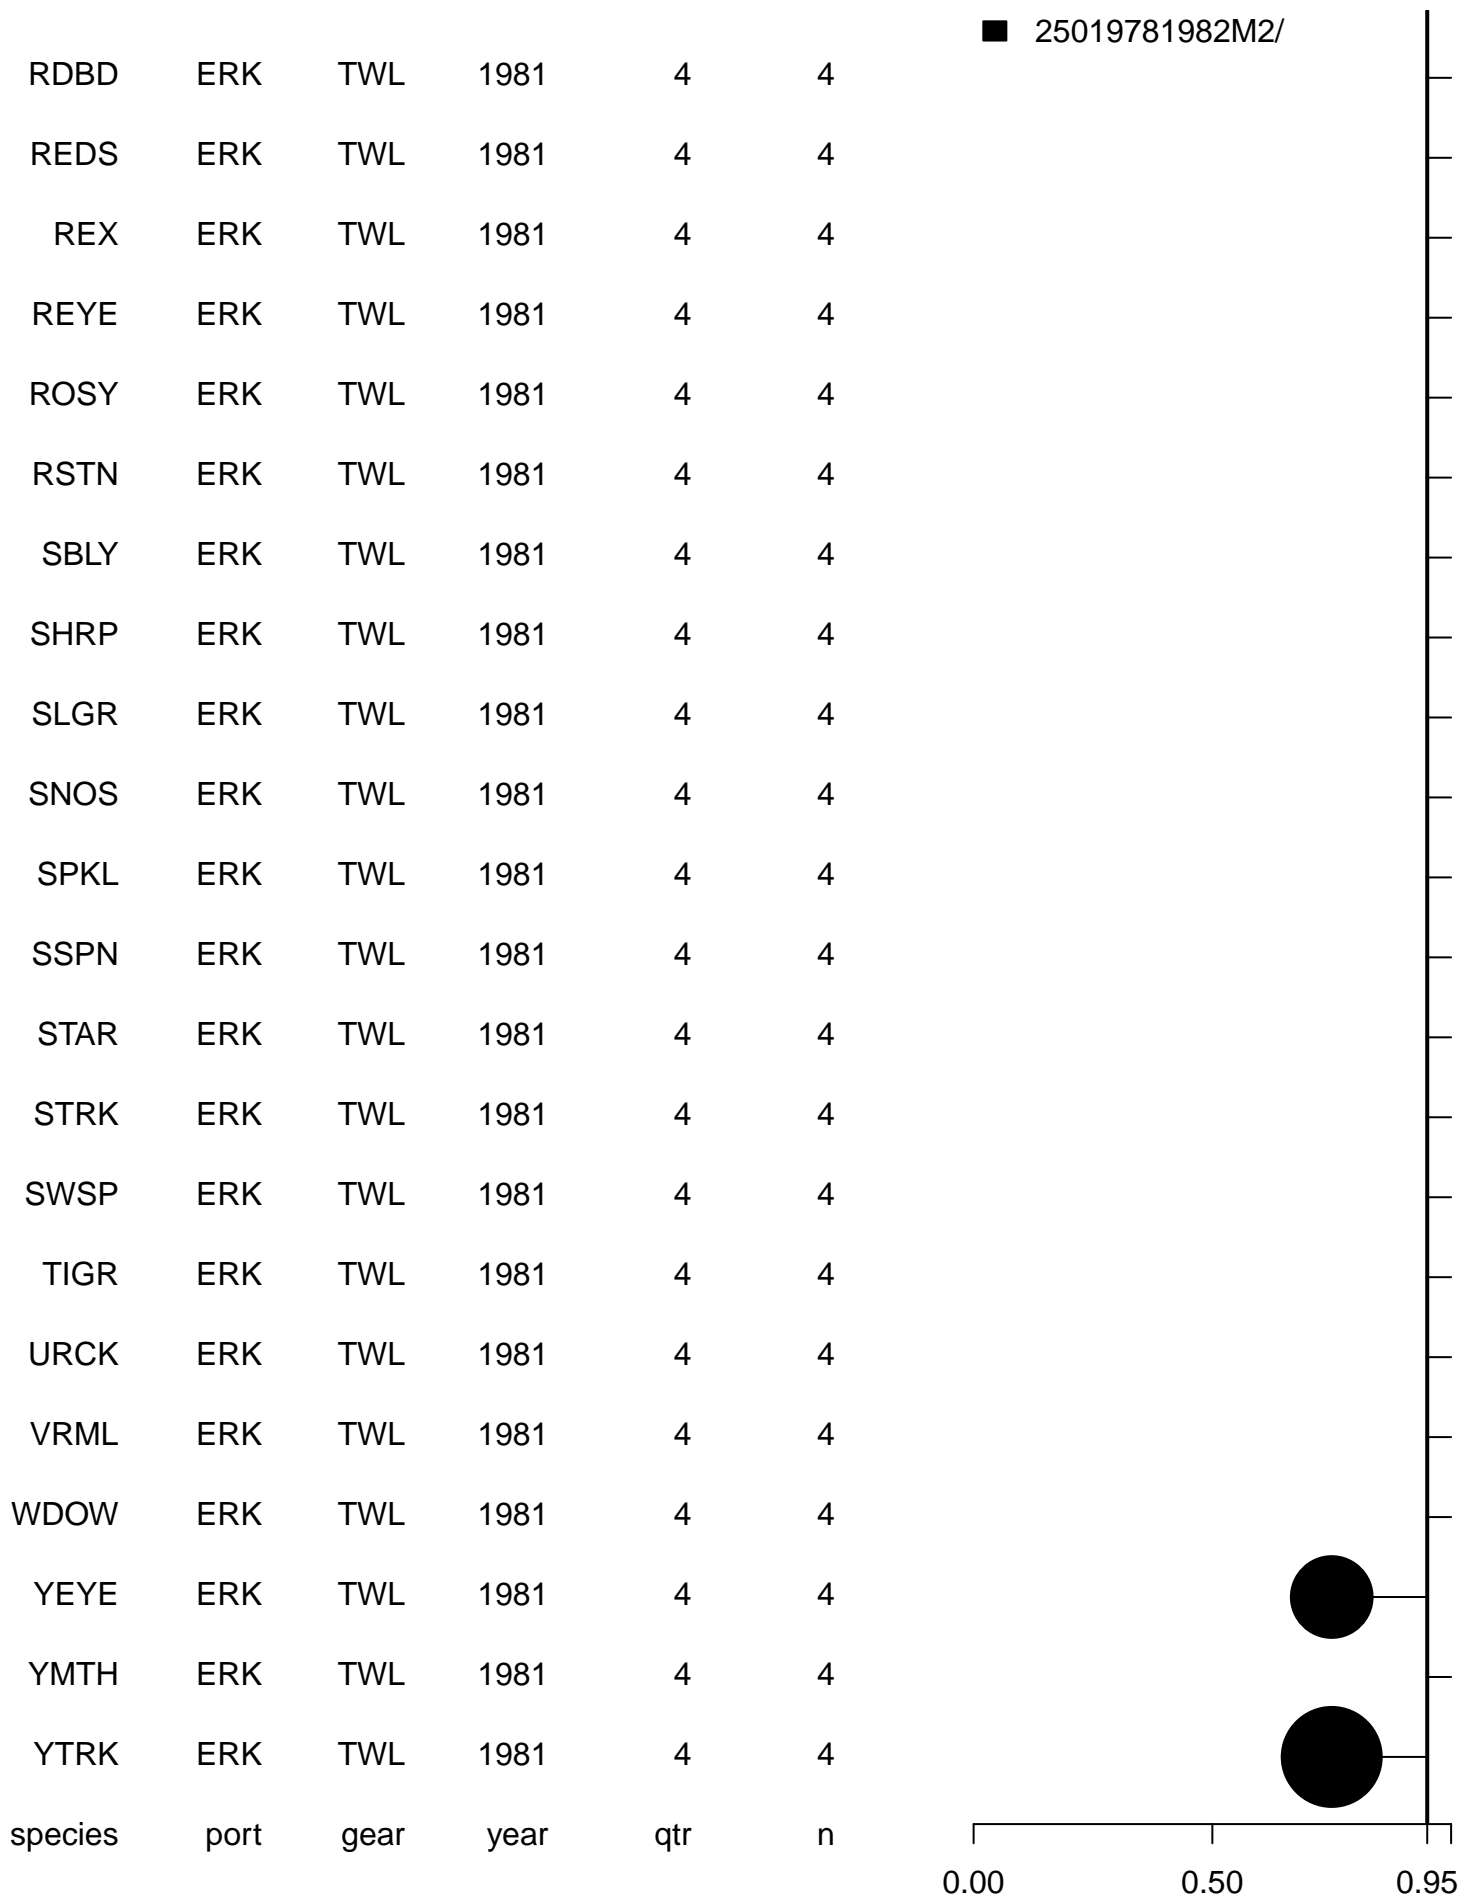 25019781982M2/
RDBD ERK TWL 1981 4 4
REDS ERK TWL 1981 4 4
REX ERK TWL 1981 4 4
REYE ERK TWL 1981 4 4
ROSY ERK TWL 1981 4 4
RSTN ERK TWL 1981 4 4
SBLY ERK TWL 1981 4 4
SHRP ERK TWL 1981 4 4
SLGR ERK TWL 1981 4 4
SNOS ERK TWL 1981 4 4
SPKL ERK TWL 1981 4 4
SSPN ERK TWL 1981 4 4
STAR ERK TWL 1981 4 4
STRK ERK TWL 1981 4 4
SWSP ERK TWL 1981 4 4
TIGR ERK TWL 1981 4 4
URCK ERK TWL 1981 4 4
VRML ERK TWL 1981 4 4
WDOW ERK TWL 1981 4 4
YEYE ERK TWL 1981 4 4
YMTH ERK TWL 1981 4 4
YTRK ERK TWL 1981 4 4
species port gear year qtr n
0.00 0.50 0.95